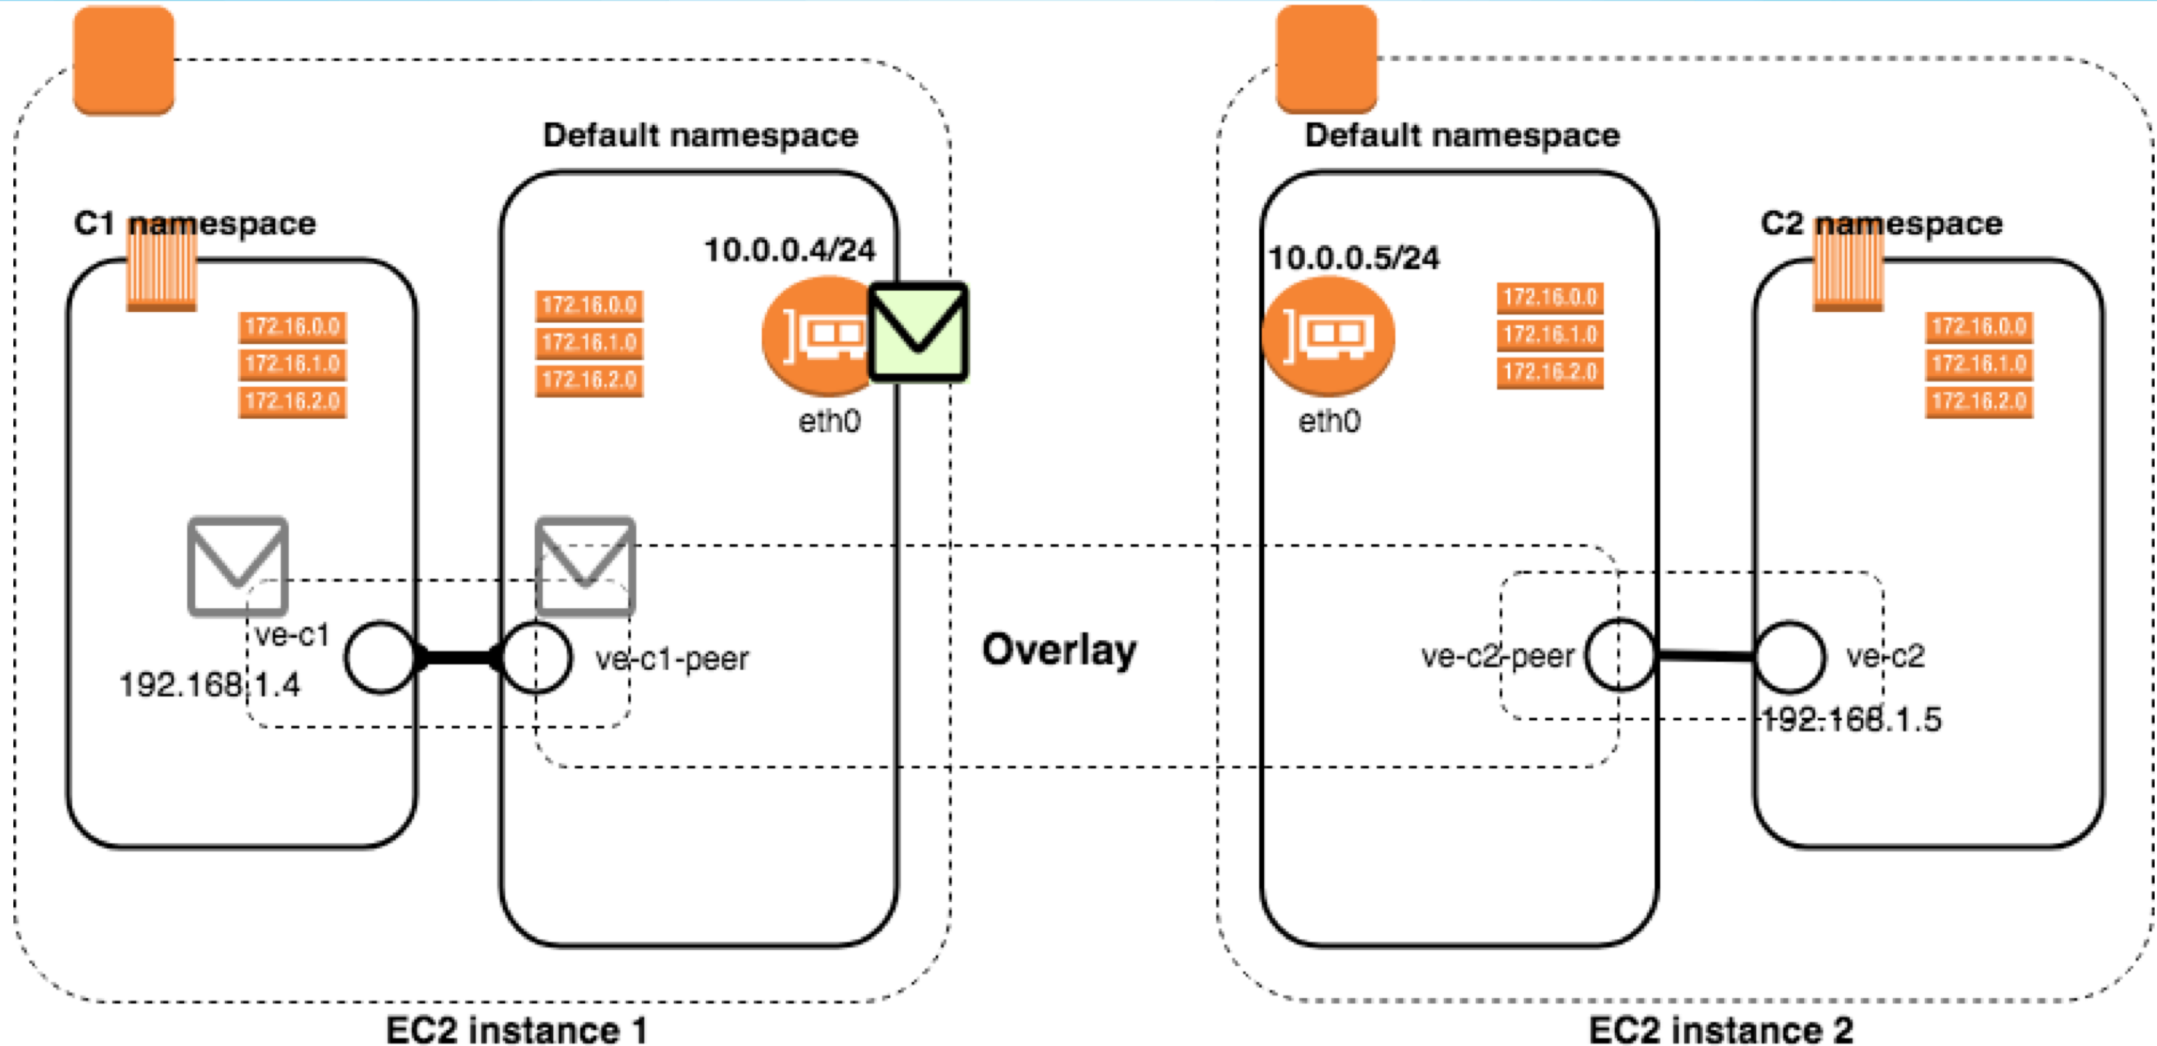 Default namespace
Default namespace
C1 namespace
C2 namespace
10.0.0.4/24
10.0.0.5/24
172.16.0.0
172.16.1.0
172.16.2.0
172.16.0.0
172.16.1.0
172.16.2.0
172.16.0.0
172.16.1.0
172.16.2.0
172.16.0.0
172.16.1.0
172.16.2.0
eth0
eth0
ve-c1
192.168.1.4
ve-c1-peer
Overlay
ve-c2-peer
ve-c2
192.168.1.5
EC2 instance 1
EC2 instance 2